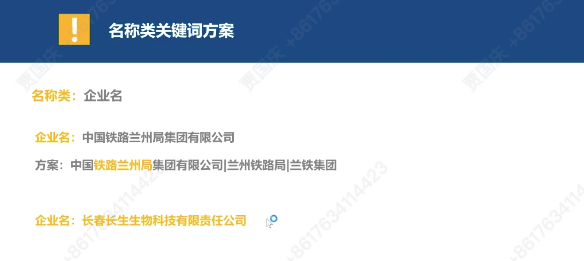 名称类关键词方案
名称类：企业名
企业名：中国铁路兰州局集团有限公司
方案：中国铁路兰州局集团有限公司|兰州铁路局|兰铁集团
企业名：长春长生生物科技有限责任公司
贾国庆 +8617634114423